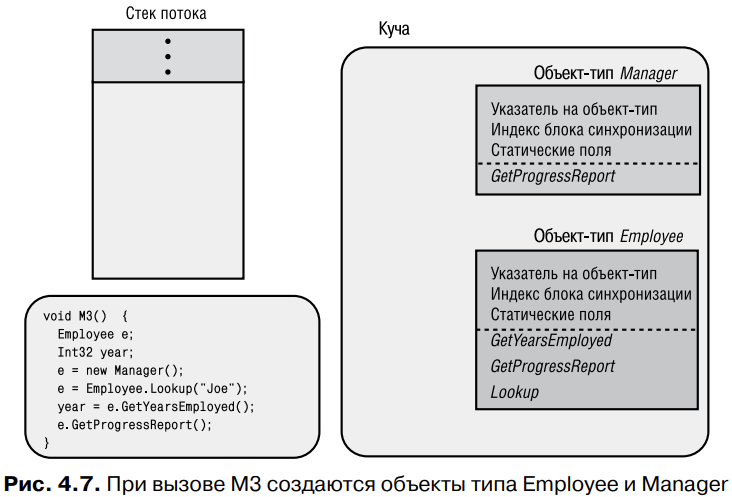 Стек потока
Куча
Объект-тип Manager
Указатель на объект-тип
Индекс блока синхронизации
Статические поля
GetProgressReport
Объект-тип Employee
Указатель на объект-тип
Индекс блока синхронизации
Статические поля
GetYearsEmployed
GetProgressReport
Lookup
void M3() {
Employee e;
Int32 year;
e = new Manager();
e = Employee.Lookup("Joe");
year = e.GetYearsEmployed();
e.GetProgressReport();
}
Рис. 4.7. При вызове М3 создаются объекты типа Employee и Manager